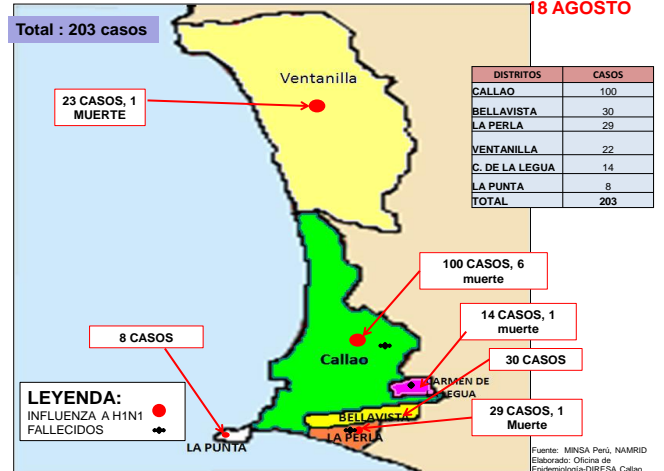 18 AGOSTO
Total : 203 casos
Ventanilla
23 CASOS, 1
MUERTE
DISTRITOS CASOS
CALLAO 100
BELLAVISTA 30
LA PERLA 29
VENTANILLA 22
C. DE LA LEGUA 14
LA PUNTA 8
TOTAL 203
100 CASOS, 6
muerte
14 CASOS, 1
muerte
8 CASOS
30 CASOS
Callao
CARMEN DE
LEGUA
LEYENDA:
INFLUENZA A H1N1
FALLECIDOS
BELLAVISTA
29 CASOS, 1
Muerte
LA PERLA
LA PUNTA
Fuente: MINSA Perú, NAMRID
Elaborado: Oficina de
Epidemiología-DIRESA Callao